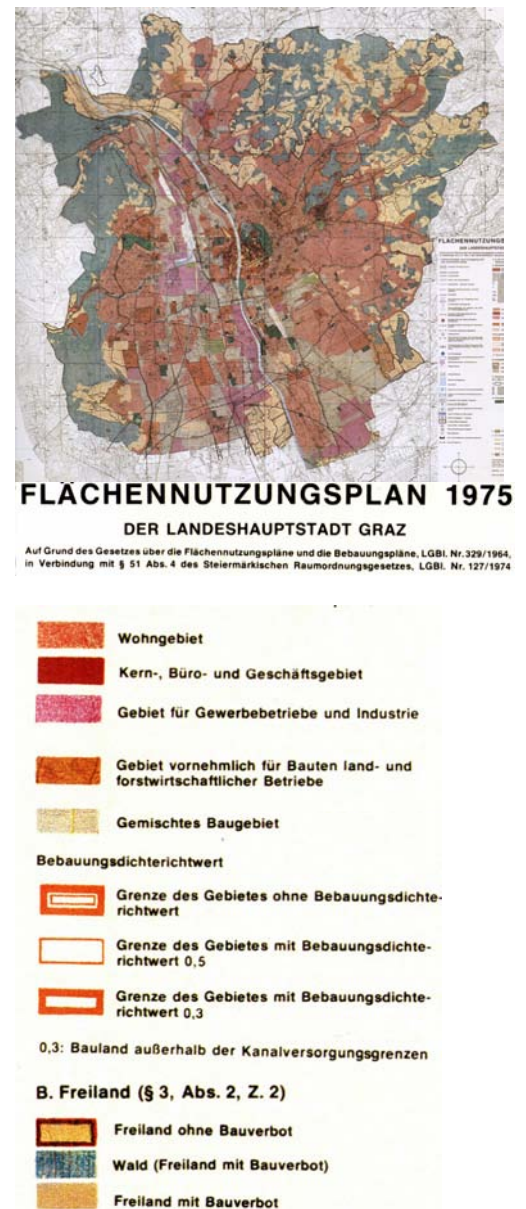 FLÄCHENNUTZUNGS
DER LANDESHAUPTSTAD
FLÄCHENNUTZUNGSPLAN 1975
DER LANDESHAUPTSTADT GRAZ
Auf Grund des Gesetzes über die Flächennutzungspläne und die Bebauungspläne, LGBl. Nr. 329/1964,
in Verbindung mit § 51 Abs. 4 des Steiermärkischen Raumordnungsgesetzes, LGBl. Nr. 127/1974
Wohngebiet
Kern-, Büro- und Geschäftsgebiet
Gebiet für Gewerbebetriebe und Industrie
Gebiet vornehmlich für Bauten land- und
forstwirtschaftlicher Betriebe
Gemischtes Baugebiet
Bebauungsdichterichtwert
Grenze des Gebietes ohne Bebauungsdichte-
richtwert
Grenze des Gebietes mit Bebauungsdichte-
richtwert 0,5
Grenze des Gebietes mit Bebauungsdichte-
richtwert 0,3
0,3: Bauland außerhalb der Kanalversorgungsgrenzen
B. Freiland (§ 3, Abs. 2, Z. 2)
Freiland ohne Bauverbot
Wald (Freiland mit Bauverbot)
Freiland mit Bauverbot